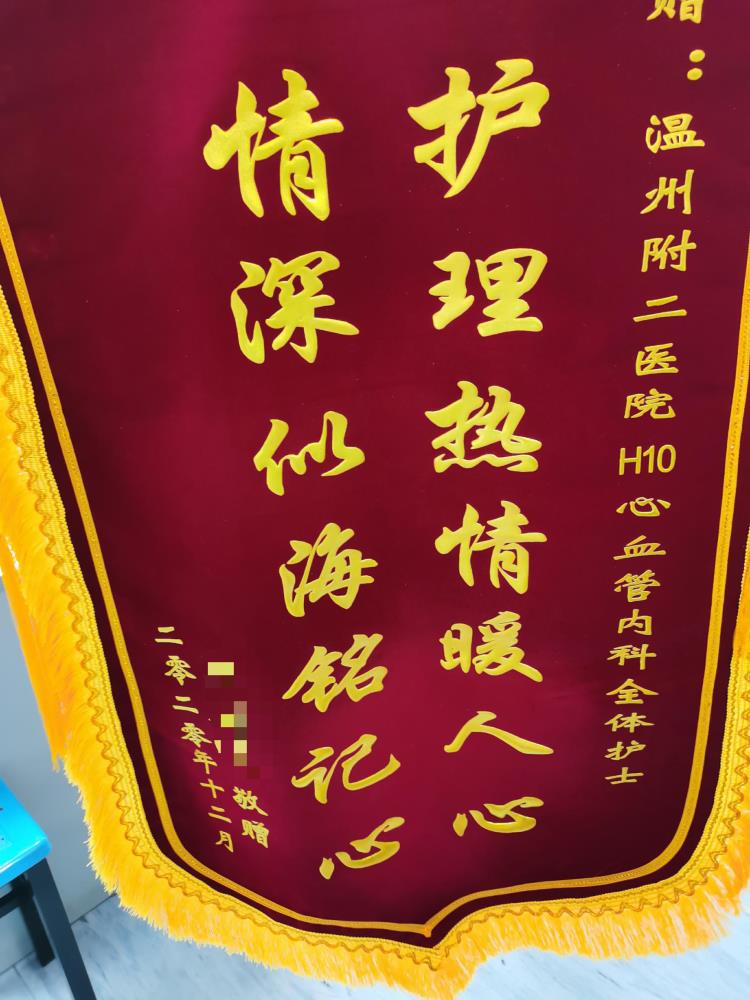 赠：温州附二医院H10心血管内科全体护士
护理热情暖人心
情深似海铭记心
敬赠
二零二零年十二月